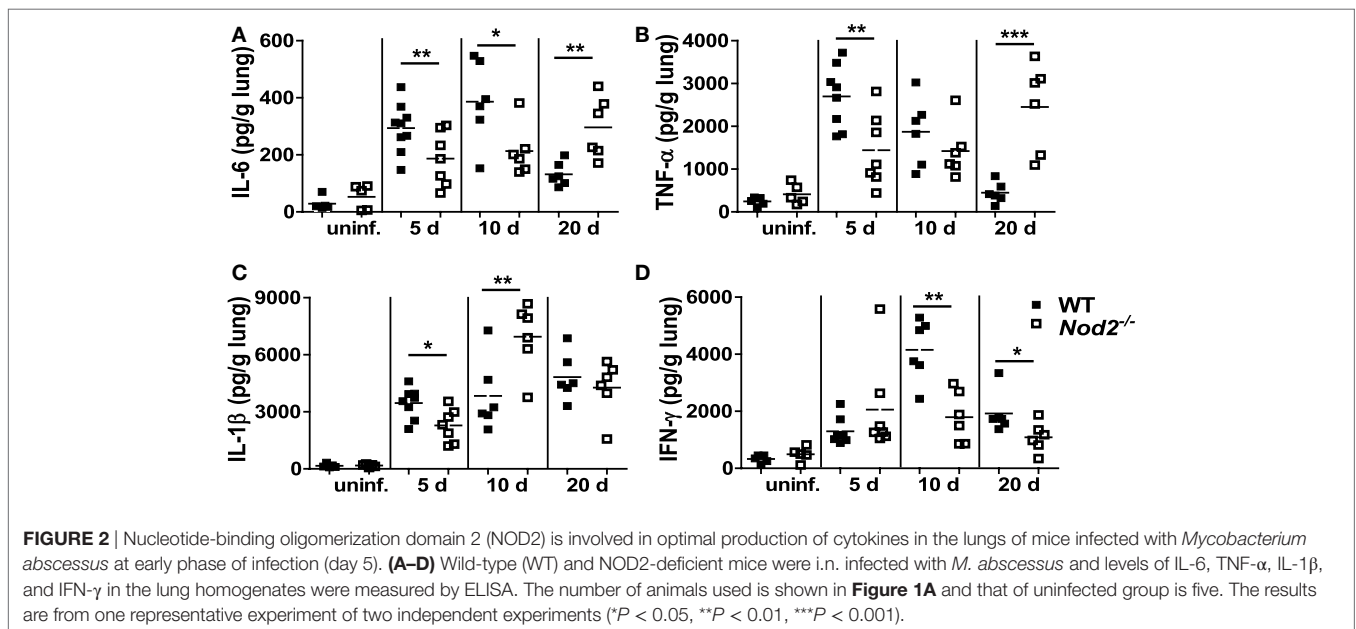 A
IL-6 (pg/g lung)
600
400
200
0
**
*
**
uninf.
5 d
10 d
20 d
B
TNF-α (pg/g lung)
4000
3000
2000
1000
0
**
***
uninf.
5 d
10 d
20 d
C
IL-1β (pg/g lung)
9000
6000
3000
0
*
**
uninf.
5 d
10 d
20 d
D
IFN-γ (pg/g lung)
6000
4000
2000
0
**
*
WT
Nod2-/-
uninf.
5 d
10 d
20 d
FIGURE 2 | Nucleotide-binding oligomerization domain 2 (NOD2) is involved in optimal production of cytokines in the lungs of mice infected with Mycobacterium
abscessus at early phase of infection (day 5). (A–D) Wild-type (WT) and NOD2-deficient mice were i.n. infected with M. abscessus and levels of IL-6, TNF-α, IL-1β,
and IFN-γ in the lung homogenates were measured by ELISA. The number of animals used is shown in Figure 1A and that of uninfected group is five. The results
are from one representative experiment of two independent experiments (*P < 0.05, **P < 0.01, ***P < 0.001).